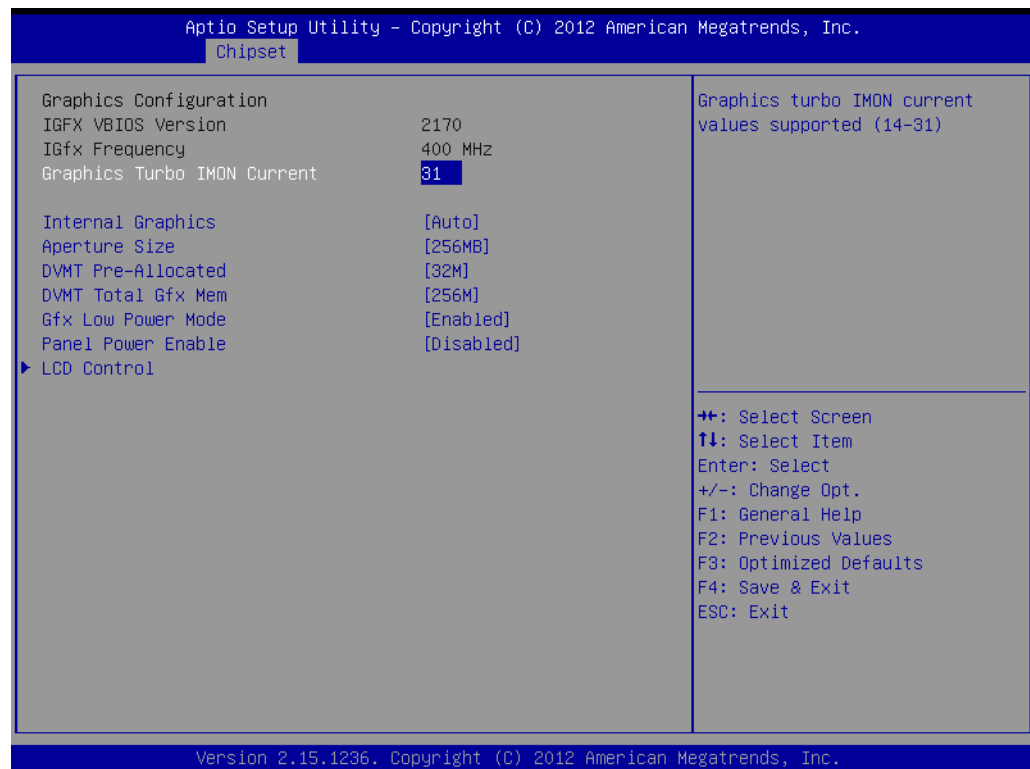 Aptio Setup Utility – Copyright (C) 2012 American Megatrends, Inc.
Chipset
Graphics Configuration
IGFX VBIOS Version 2170
IGfx Frequency 400 MHz
Graphics Turbo IMON Current 31
Internal Graphics [Auto]
Aperture Size [256MB]
DVMT Pre-Allocated [32M]
DVMT Total Gfx Mem [256M]
Gfx Low Power Mode [Enabled]
Panel Power Enable [Disabled]
► LCD Control
Graphics turbo IMON current
values supported (14-31)
→←: Select Screen
↑↓: Select Item
Enter: Select
+/-: Change Opt.
F1: General Help
F2: Previous Values
F3: Optimized Defaults
F4: Save & Exit
ESC: Exit
Version 2.15.1236. Copyright (C) 2012 American Megatrends, Inc.